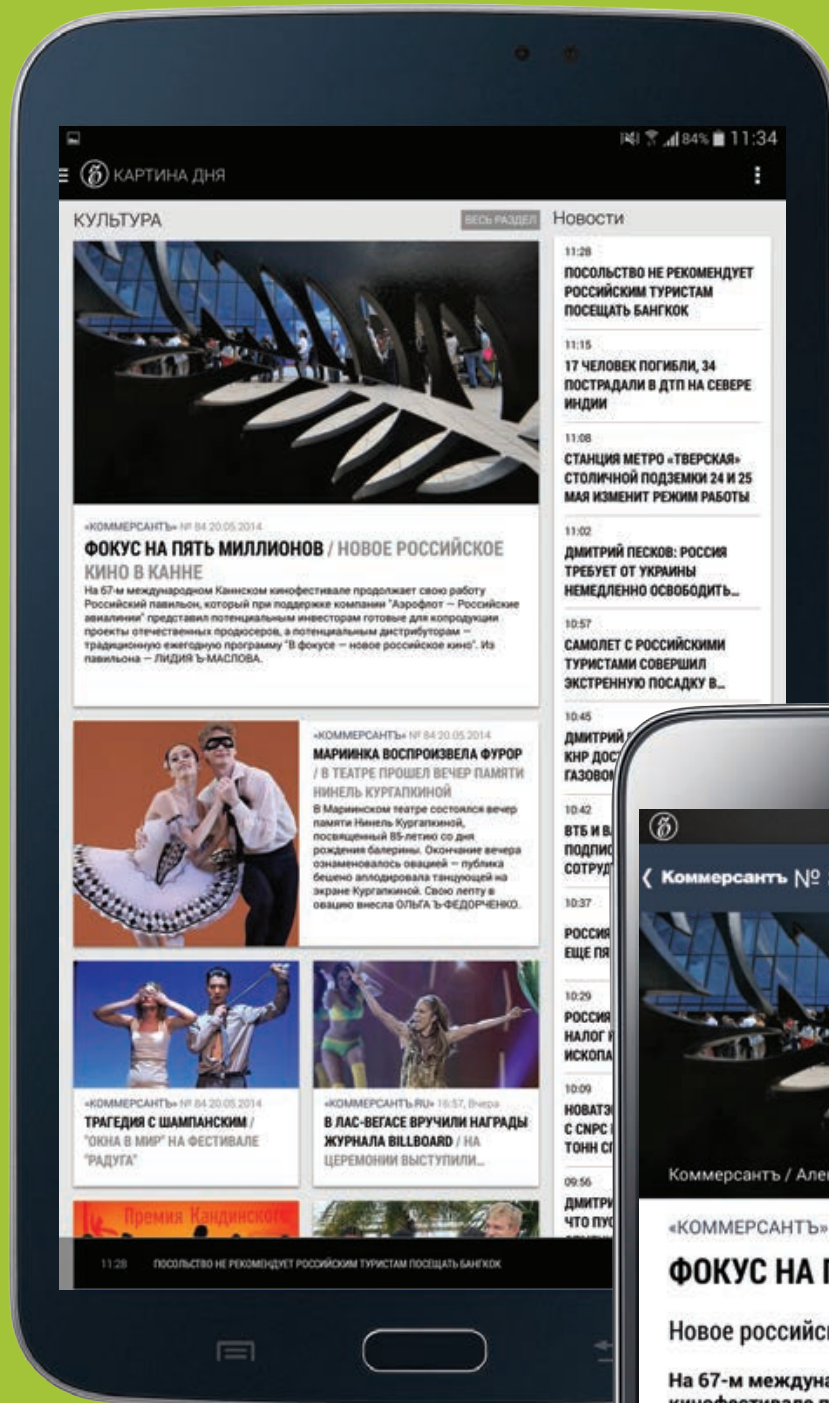 84% 11:34
КАРТИНА ДНЯ
КУЛЬТУРА
ВЕСЬ РАЗДЕЛ
«КОММЕРСАНТЪ» № 84 20.05.2014
ФОКУС НА ПЯТЬ МИЛЛИОНОВ / НОВОЕ РОССИЙСКОЕ
КИНО В КАННЕ
На 67-м международном Каннском кинофестивале продолжает свою работу
Российский павильон, который при поддержке компании "Аэрофлот — Российские
авиалинии" представил потенциальным инвесторам готовые для копродукции
проекты отечественных продюсеров, а потенциальным дистрибуторам —
традиционную ежегодную программу "В фокусе — новое российское кино". Из
павильона — ЛИДИЯ Ъ-МАСЛОВА.
«КОММЕРСАНТЪ» № 84 20.05.2014
МАРИИНКА ВОСПРОИЗВЕЛА ФУРОР
/ В ТЕАТРЕ ПРОШЕЛ ВЕЧЕР ПАМЯТИ
НИНЕЛЬ КУРГАПКИНОЙ
В Мариинском театре состоялся вечер
памяти Нинель Кургапкиной,
посвященный 85-летию со дня
рождения балерины. Окончание вечера
ознаменовалось овацией — публика
бешено аплодировала танцующей на
экране Кургапкиной. Свою лепту в
овацию внесла ОЛЬГА Ъ-ФЕДОРЧЕНКО.
«КОММЕРСАНТЪ» № 84 20.05.2014
ТРАГЕДИЯ С ШАМПАНСКИМ /
"ОКНА В МИР" НА ФЕСТИВАЛЕ
"РАДУГА"
«КОММЕРСАНТЪ.RU» 16:57, Вчера
В ЛАС-ВЕГАСЕ ВРУЧИЛИ НАГРАДЫ
ЖУРНАЛА BILLBOARD / НА
ЦЕРЕМОНИИ ВЫСТУПИЛИ...
Премия Кандинского
Новости
11:28
ПОСОЛЬСТВО НЕ РЕКОМЕНДУЕТ
РОССИЙСКИМ ТУРИСТАМ
ПОСЕЩАТЬ БАНГКОК
11:15
17 ЧЕЛОВЕК ПОГИБЛИ, 34
ПОСТРАДАЛИ В ДТП НА СЕВЕРЕ
ИНДИИ
11:08
СТАНЦИЯ МЕТРО «ТВЕРСКАЯ»
СТОЛИЧНОЙ ПОДЗЕМКИ 24 И 25
МАЯ ИЗМЕНИТ РЕЖИМ РАБОТЫ
11:02
ДМИТРИЙ ПЕСКОВ: РОССИЯ
ТРЕБУЕТ ОТ УКРАИНЫ
НЕМЕДЛЕННО ОСВОБОДИТЬ...
10:57
САМОЛЕТ С РОССИЙСКИМИ
ТУРИСТАМИ СОВЕРШИЛ
ЭКСТРЕННУЮ ПОСАДКУ В...
10:45
ДМИТРИЙ
КНР ДОС
ГАЗОВО
10:42
ВТБ И В
ПОДПИС
СОТРУД
10:37
РОССИЯ
ЕЩЕ ПЯ
10:29
РОССИЯ
НАЛОГ
ИСКОПА
10:09
НОВАТЭ
С CNPC
ТОНН СП
09:56
ДМИТРИ
ЧТО ПУС
11:28 ПОСОЛЬСТВО НЕ РЕКОМЕНДУЕТ РОССИЙСКИМ ТУРИСТАМ ПОСЕЩАТЬ БАНГКОК
Коммерсантъ №
Коммерсантъ / Але
«КОММЕРСАНТЪ»
ФОКУС НА
Новое российс
На 67-м междуна
кинофестивале